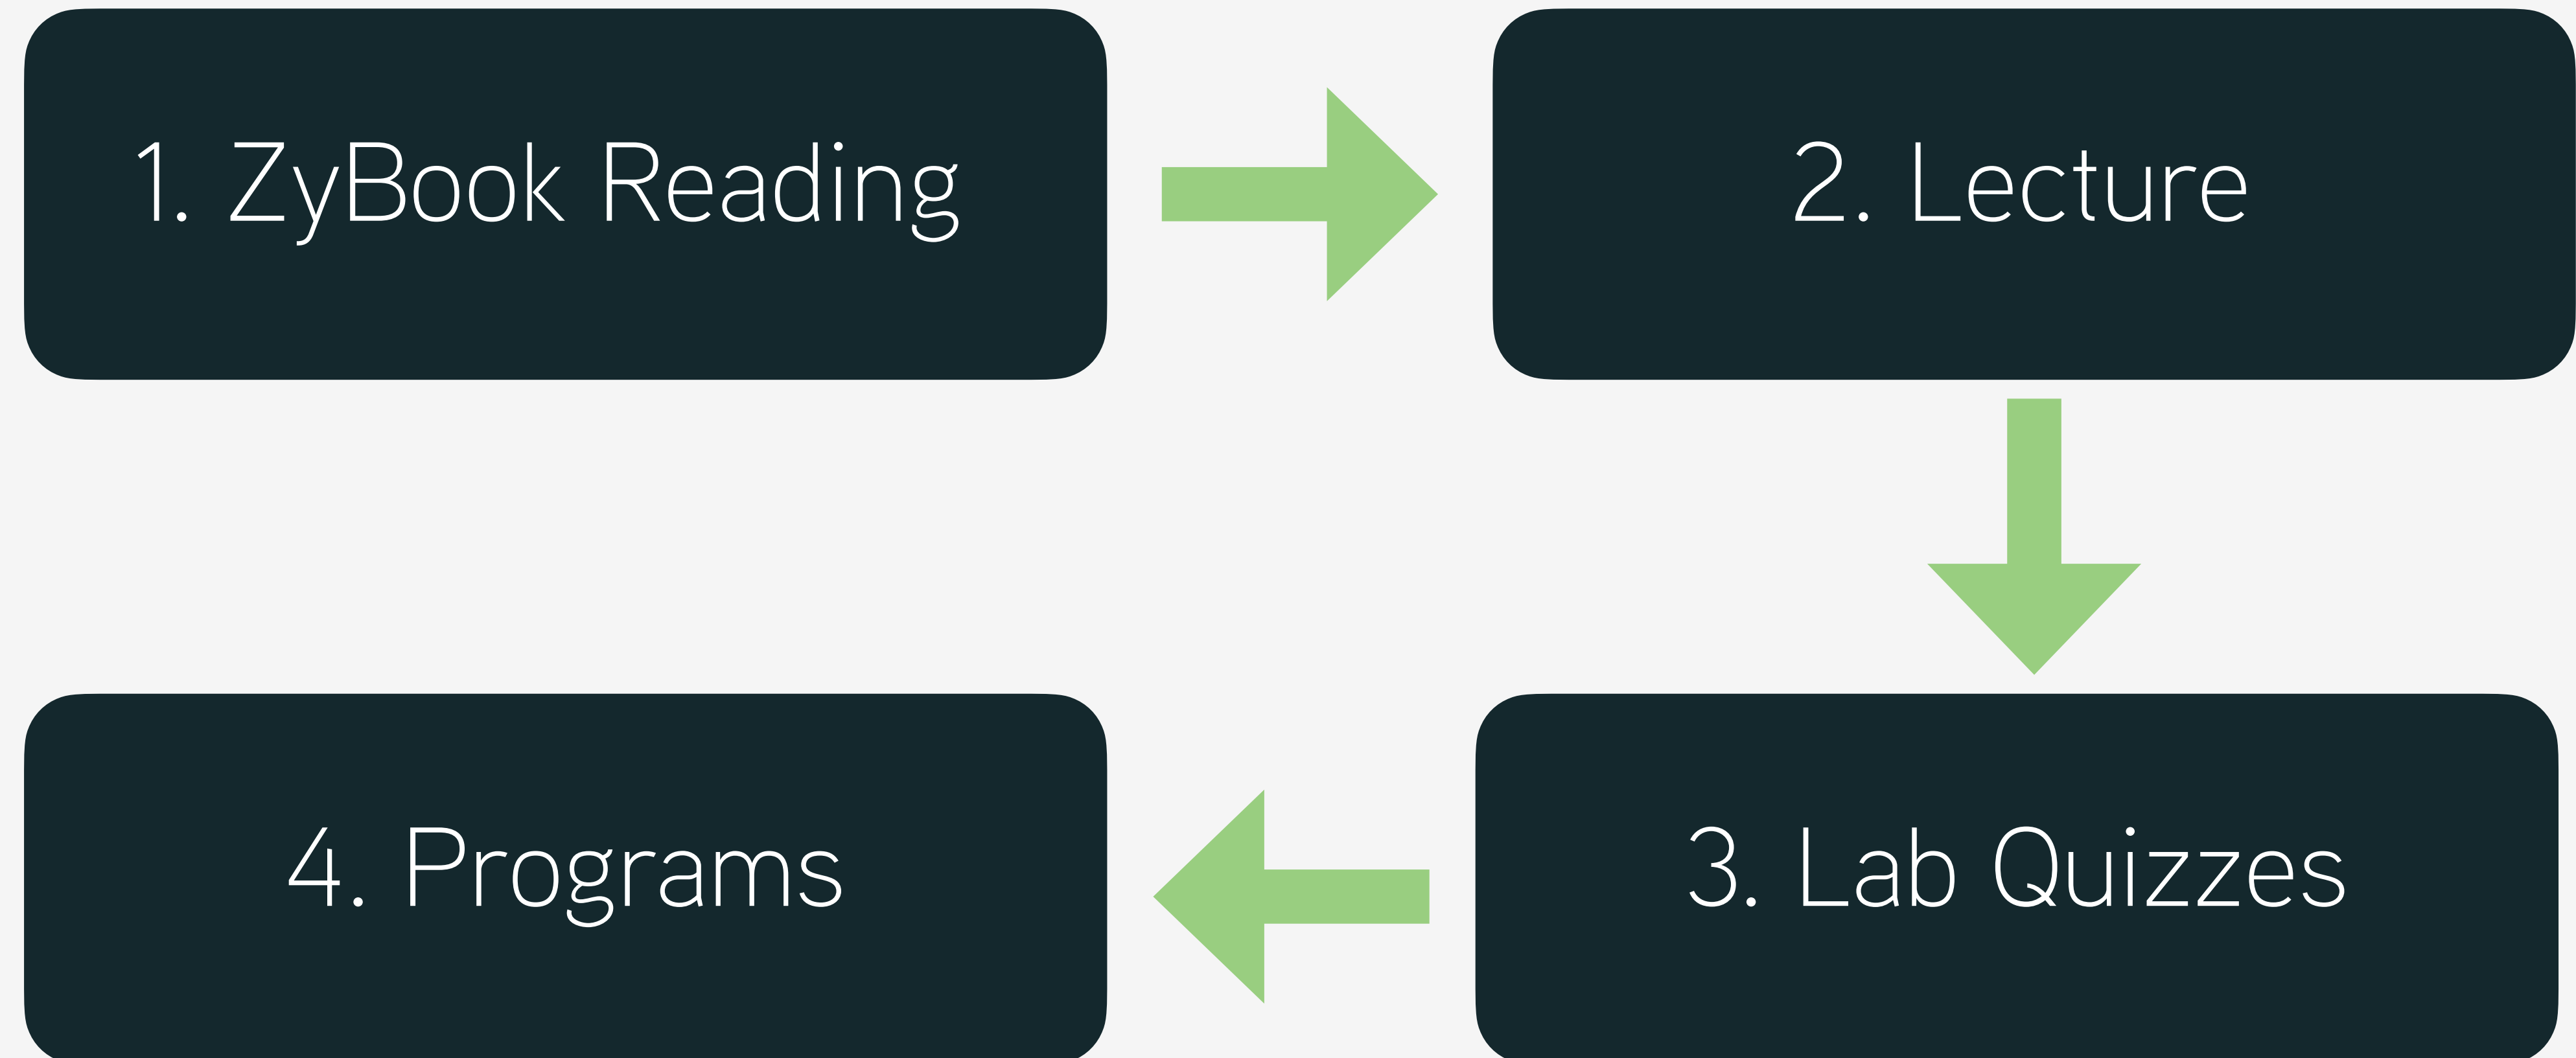 1. ZyBook Reading
2. Lecture
3. Lab Quizzes
4. Programs